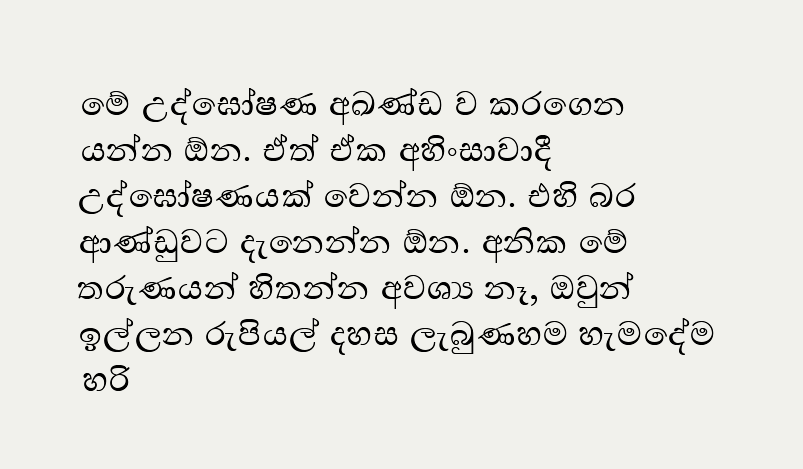 මේ උද්ඝෝෂණ අඛණ්ඩ ව කරගෙන
යන්න ඕන. ඒත් ඒක අහිංසාවාදී
උද්ඝෝෂණයක් වෙන්න ඕන. එහි බර
ආණ්ඩුවට දැනෙන්න ඕන. අනික මේ
තරුණයන් හිතන්න අවශ්‍ය නෑ, ඔවුන්
ඉල්ලන රුපියල් දහස ලැබුණහම හැමදේම
හරි